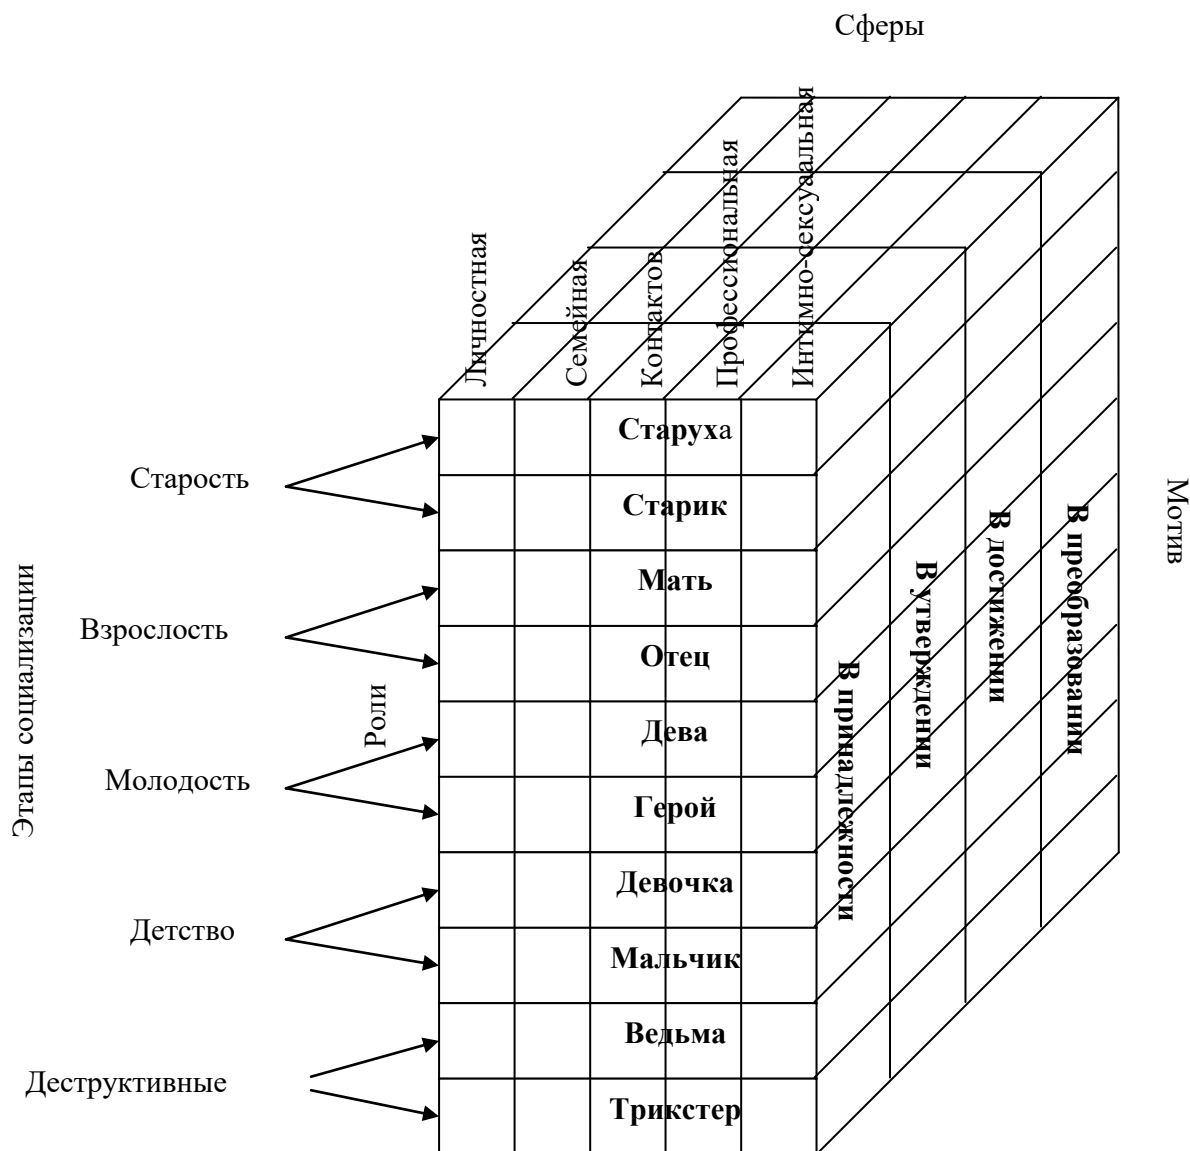 Сферы
Личностная
Семейная
Контактов
Профессиональная
Интимно-сексуаальная
Старуха
Старость
Старик
Мать
Взрослость
Отец
Дева
Молодость
Герой
Девочка
Детство
Мальчик
Ведьма
Деструктивные
Трикстер
Этапы социализации
Роли
В принадлежности
В утверждении
В достижении
В преобразовании
Мотив